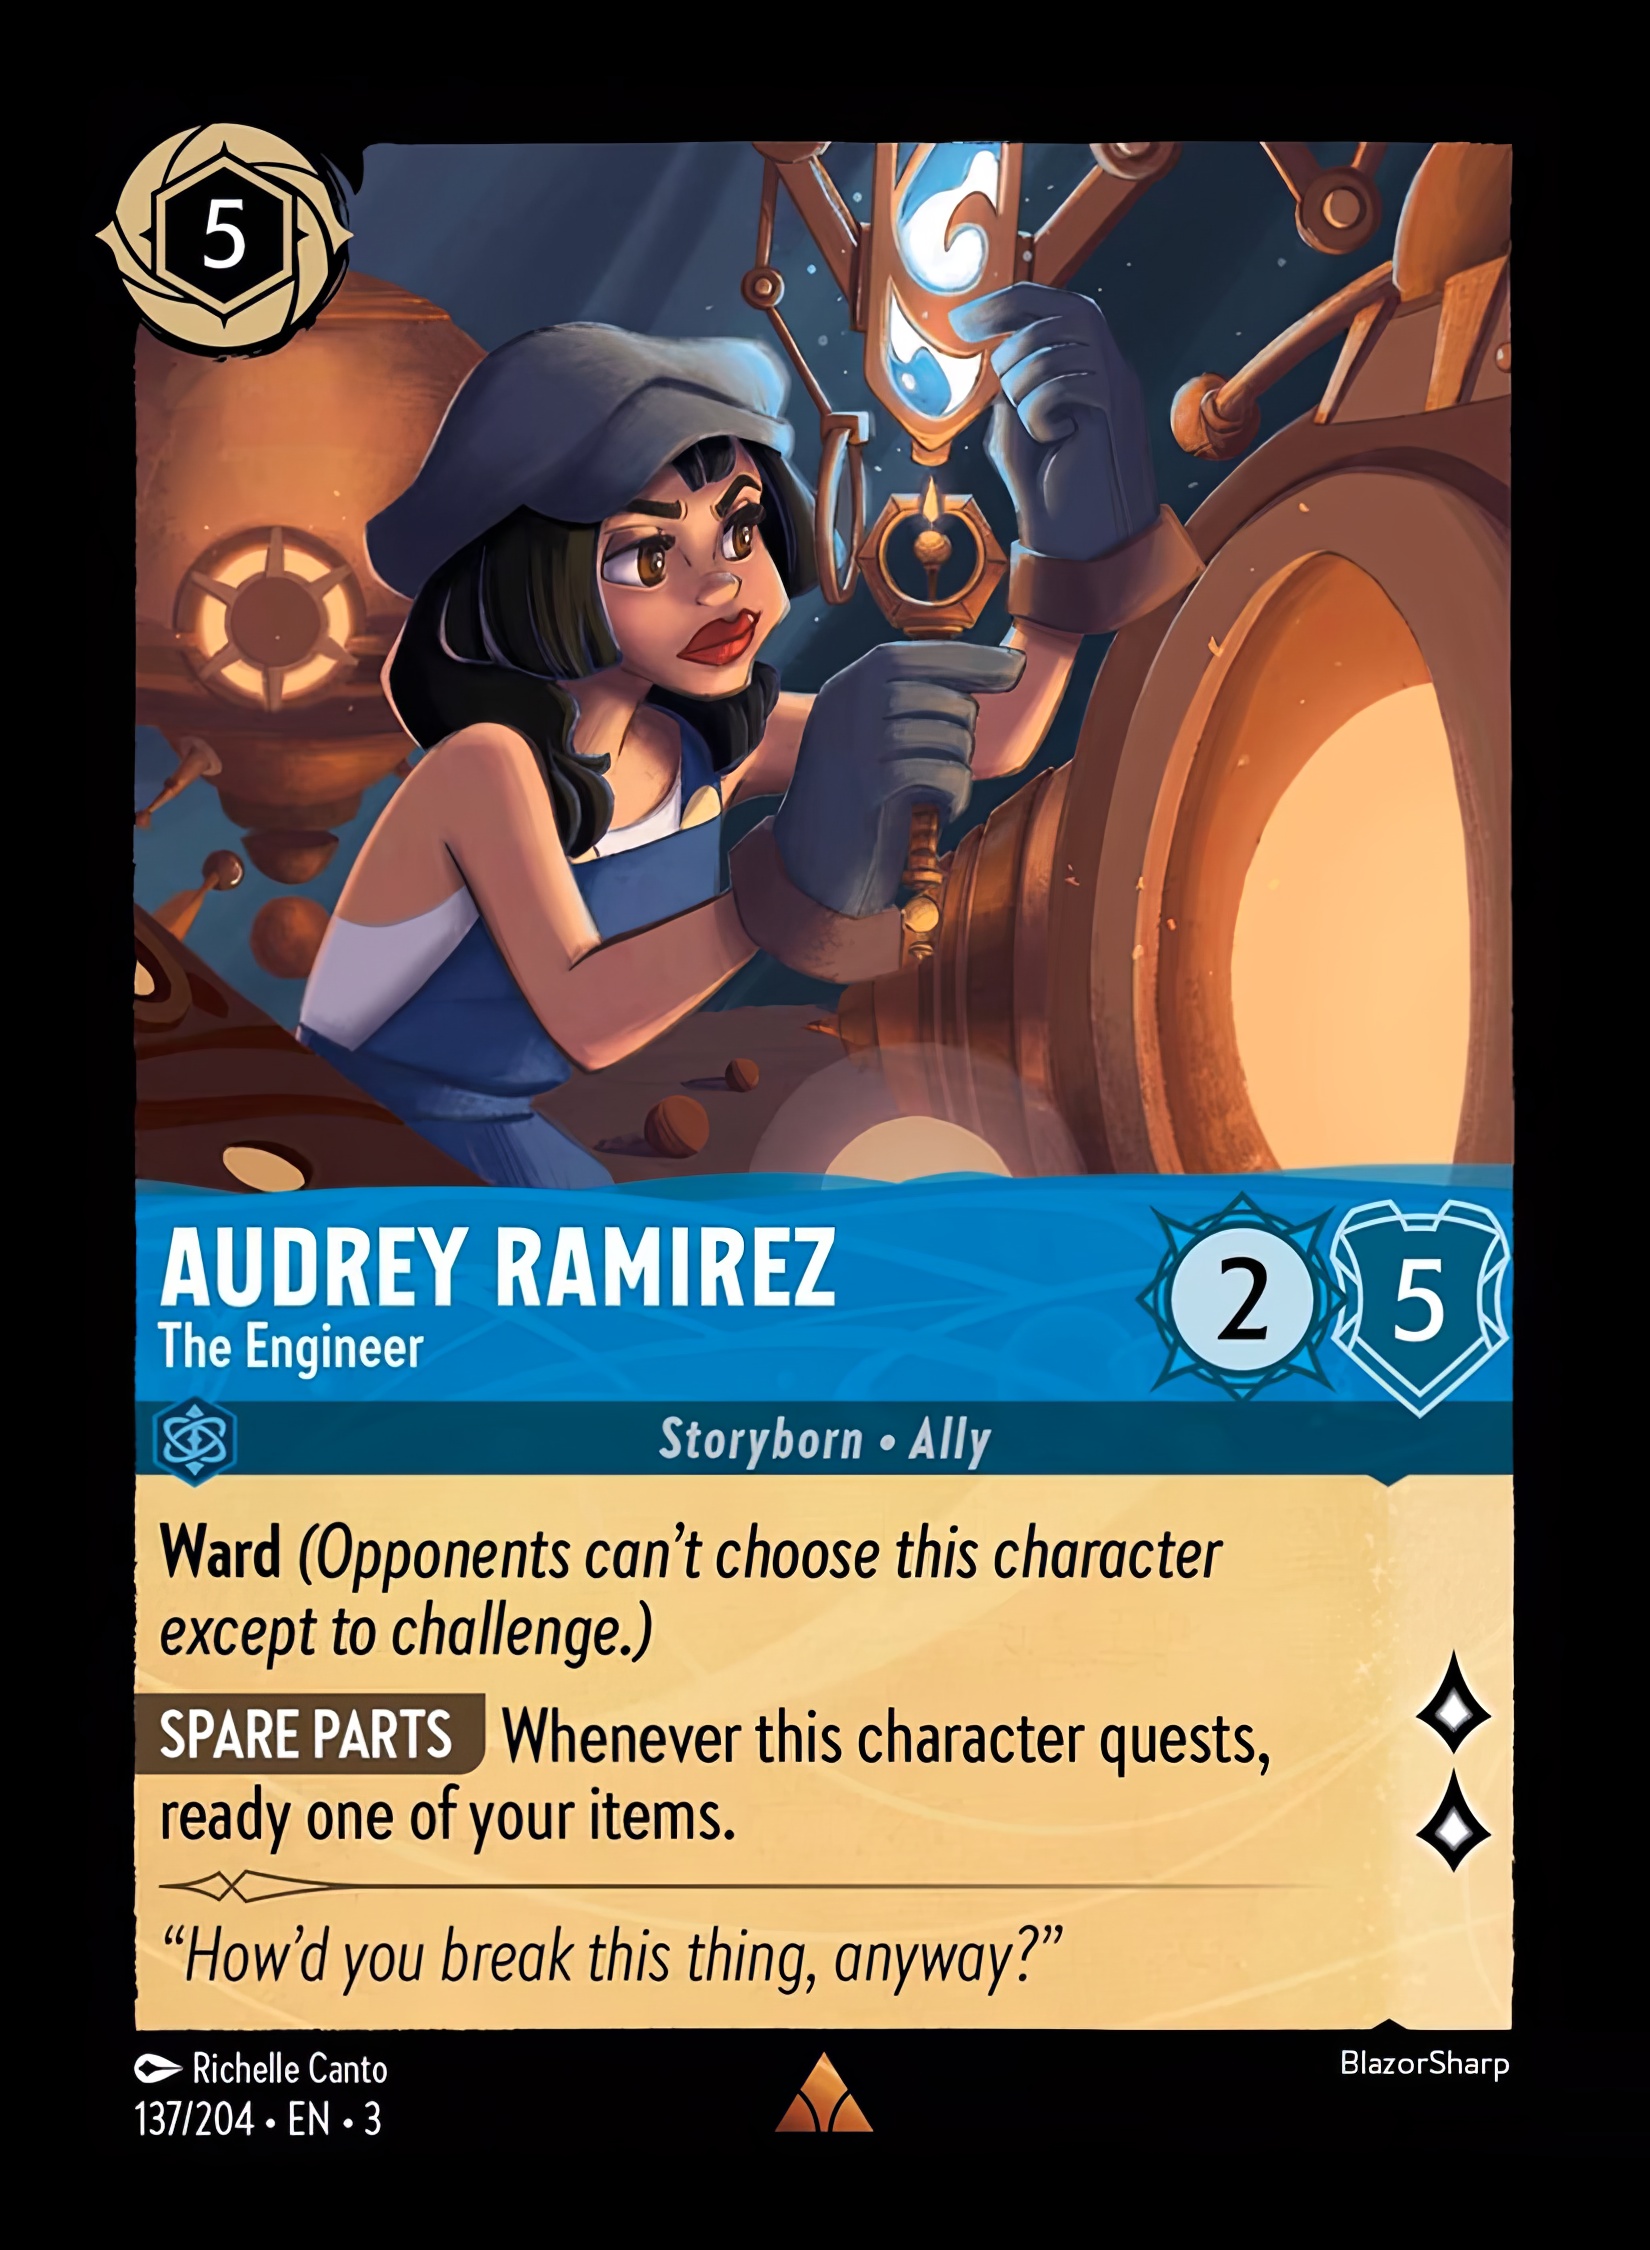 5
AUDREY RAMIREZ
The Engineer
2
5
Storyborn • Ally
Ward (Opponents can't choose this character
except to challenge.)
SPARE PARTS Whenever this character quests,
ready one of your items.
“How'd you break this thing, anyway?”
Richelle Canto
BlazorSharp
137/204 • EN • 3